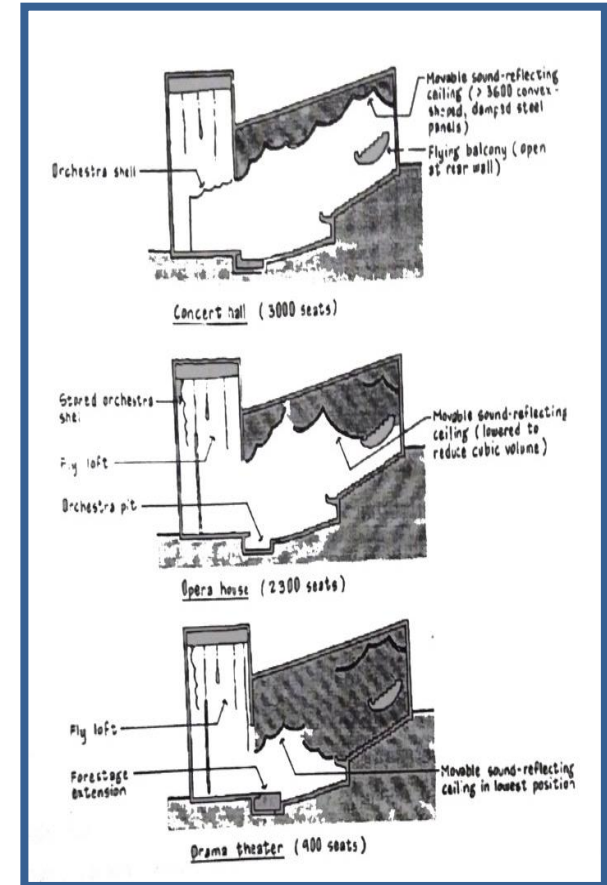 Movable sound-reflecting
ceiling (> 3600 convex-
shaped, damped steel
panels)
Orchestra shell
Flying balcony (open
at rear wall)
Concert hall (3000 seats)
Stored orchestra
shell
Fly loft
Orchestra pit
Movable sound-reflecting
ceiling (lowered to
reduce cubic volume)
Opera house (2300 seats)
Fly loft
Forestage
extension
Movable sound-reflecting
ceiling in lowest position
Drama theater (900 seats)